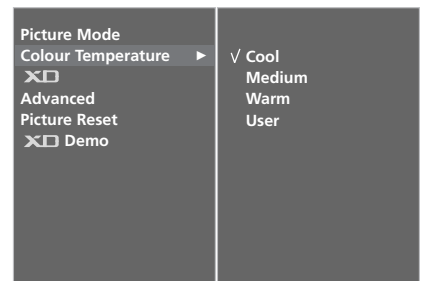 Picture Mode
Colour Temperature ►
XD
Advanced
Picture Reset
XD Demo
√ Cool
Medium
Warm
User